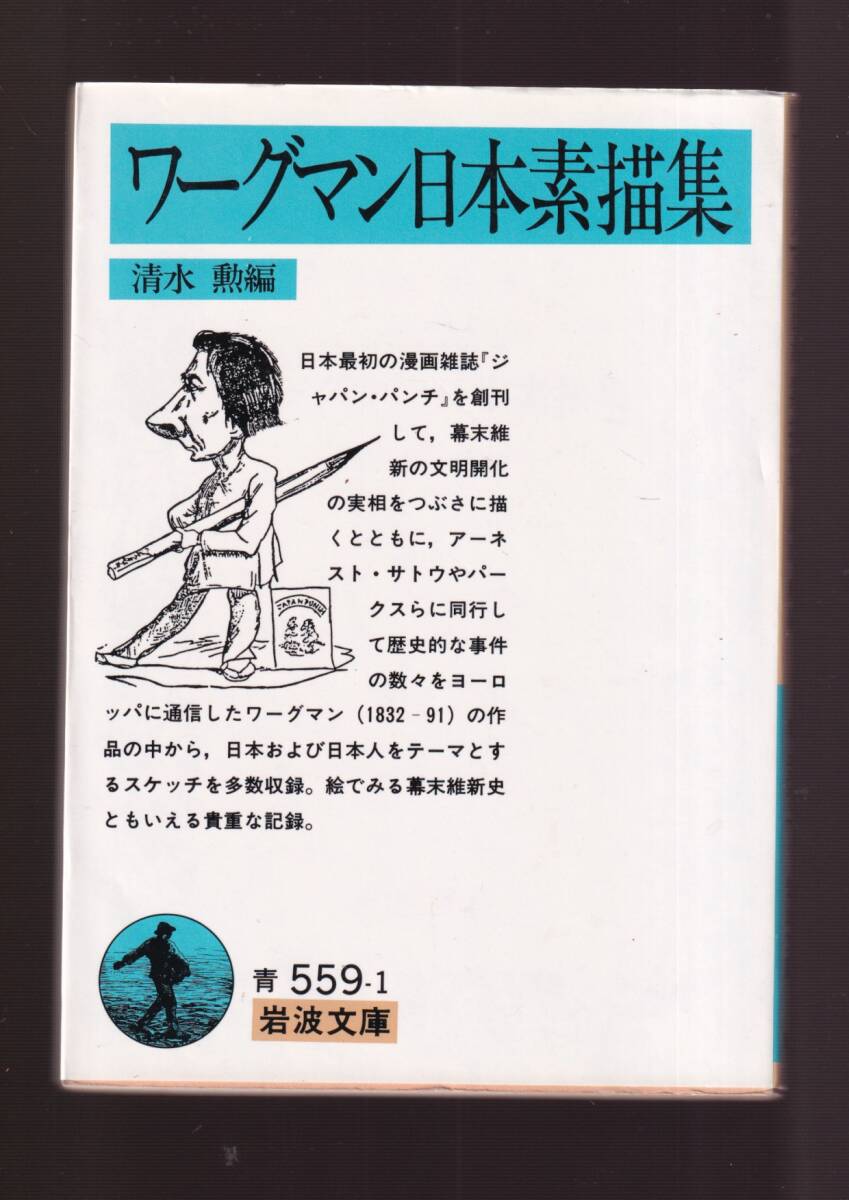 ワーグマン日本素描集
清水 勲編
日本最初の漫画雑誌『ジ
ャパン・パンチ』を創刊
して，幕末維
新の文明開化
の実相をつぶさに描
くとともに，アーネ
スト・サトウやパー
クスらに同行し
て歴史的な事件
の数々をヨーロ
ッパに通信したワーグマン（1832‐91）の作
品の中から，日本および日本人をテーマとす
るスケッチを多数収録。絵でみる幕末維新史
ともいえる貴重な記録。
JAPAN PUNCH
青 559-1
岩波文庫